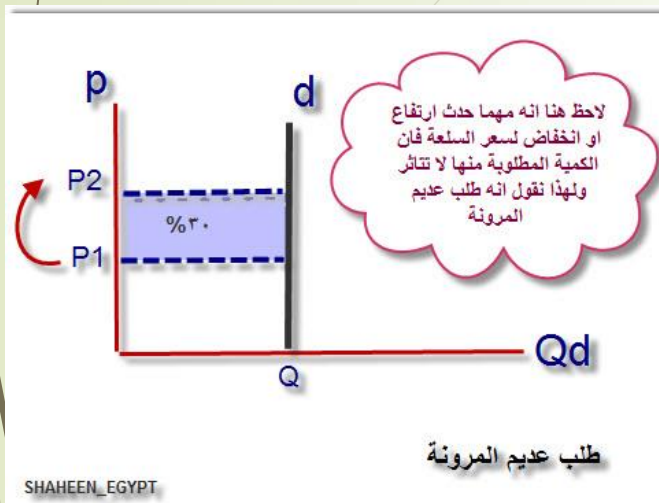 p
d
لاحظ هنا انه مهما حدث ارتفاع
او انخفاض لسعر السلعة فان
الكمية المطلوبة منها لا تتاثر
ولهذا نقول انه طلب عديم
المرونة
P2
%٣٠
P1
Qd
Q
طلب عديم المرونة
SHAHEEN_EGYPT